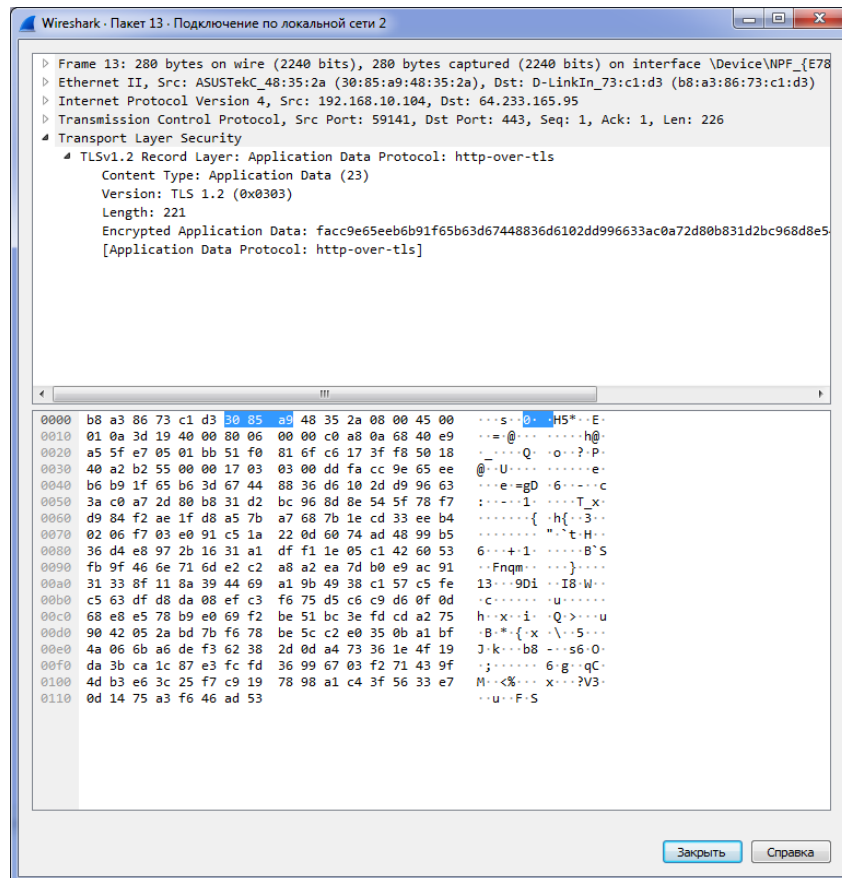 Wireshark · Пакет 13 · Подключение по локальной сети 2
Frame 13: 280 bytes on wire (2240 bits), 280 bytes captured (2240 bits) on interface \Device\NPF_{E78
Ethernet II, Src: ASUSTekC_48:35:2a (30:85:a9:48:35:2a), Dst: D-LinkIn_73:c1:d3 (b8:a3:86:73:c1:d3)
Internet Protocol Version 4, Src: 192.168.10.104, Dst: 64.233.165.95
Transmission Control Protocol, Src Port: 59141, Dst Port: 443, Seq: 1, Ack: 1, Len: 226
Transport Layer Security
TLSv1.2 Record Layer: Application Data Protocol: http-over-tls
Content Type: Application Data (23)
Version: TLS 1.2 (0x0303)
Length: 221
Encrypted Application Data: facc9e65eeb6b91f65b63d67448836d6102dd996633ac0a72d80b831d2bc968d8e5
[Application Data Protocol: http-over-tls]
0000 b8 a3 86 73 c1 d3 30 85 a9 48 35 2a 08 00 45 00 ···s··0· ·H5*··E·
0010 01 0a 3d 19 40 00 80 06 00 00 c0 a8 0a 68 40 e9 ··=·@··· ·····h@·
0020 a5 5f e7 05 01 bb 51 f0 81 6f c6 17 3f f8 50 18 ·_····Q· ·o··?·P·
0030 40 a2 b2 55 00 00 17 03 03 00 dd fa cc 9e 65 ee @··U···· ······e·
0040 b6 b9 1f 65 b6 3d 67 44 88 36 d6 10 2d d9 96 63 ···e·=gD ·6··-··c
0050 3a c0 a7 2d 80 b8 31 d2 bc 96 8d 8e 54 5f 78 f7 :··-··1· ····T_x·
0060 d9 84 f2 ae 1f d8 a5 7b a7 68 7b 1e cd 33 ee b4 ·······{ ·h{··3··
0070 02 06 f7 03 e0 91 c5 1a 22 0d 60 74 ad 48 99 b5 ········ "·`t·H··
0080 36 d4 e8 97 2b 16 31 a1 df f1 1e 05 c1 42 60 53 6···+·1· ·····B`S
0090 fb 9f 46 6e 71 6d e2 c2 a8 a2 ea 7d b0 e9 ac 91 ··Fnqm·· ···}····
00a0 31 33 8f 11 8a 39 44 69 a1 9b 49 38 c1 57 c5 fe 13···9Di ··I8·W··
00b0 c5 63 df d8 da 08 ef c3 f6 75 d5 c6 c9 d6 0f 0d ·c······ ·u······
00c0 68 e8 e5 78 b9 e0 69 f2 be 51 bc 3e fd cd a2 75 h··x··i· ·Q·>···u
00d0 90 42 05 2a bd 7b f6 78 be 5c c2 e0 35 0b a1 bf ·B·*·{·x ·\··5···
00e0 4a 06 6b a6 de f3 62 38 2d 0d a4 73 36 1e 4f 19 J·k···b8 -··s6·O·
00f0 da 3b ca 1c 87 e3 fc fd 36 99 67 03 f2 71 43 9f ·;······ 6·g··qC·
0100 4d b3 e6 3c 25 f7 c9 19 78 98 a1 c4 3f 56 33 e7 M··<%··· x···?V3·
0110 0d 14 75 a3 f6 46 ad 53 ··u··F·S
Закрыть Справка